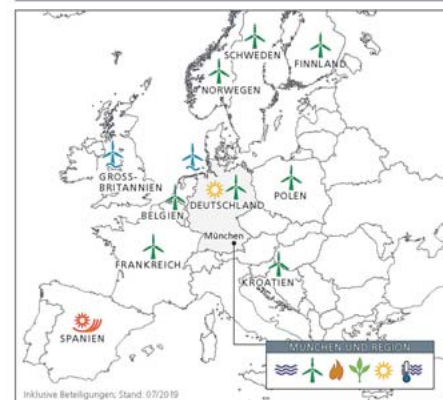 SCHWEDEN
FINNLAND
NORWEGEN
GROSS-
BRITANNIEN
DEUTSCHLAND
POLEN
BELGIEN
München
FRANKREICH
KROATIEN
SPANIEN
MÜNCHEN UND REGION
Inklusive Beteiligungen; Stand: 07/2019